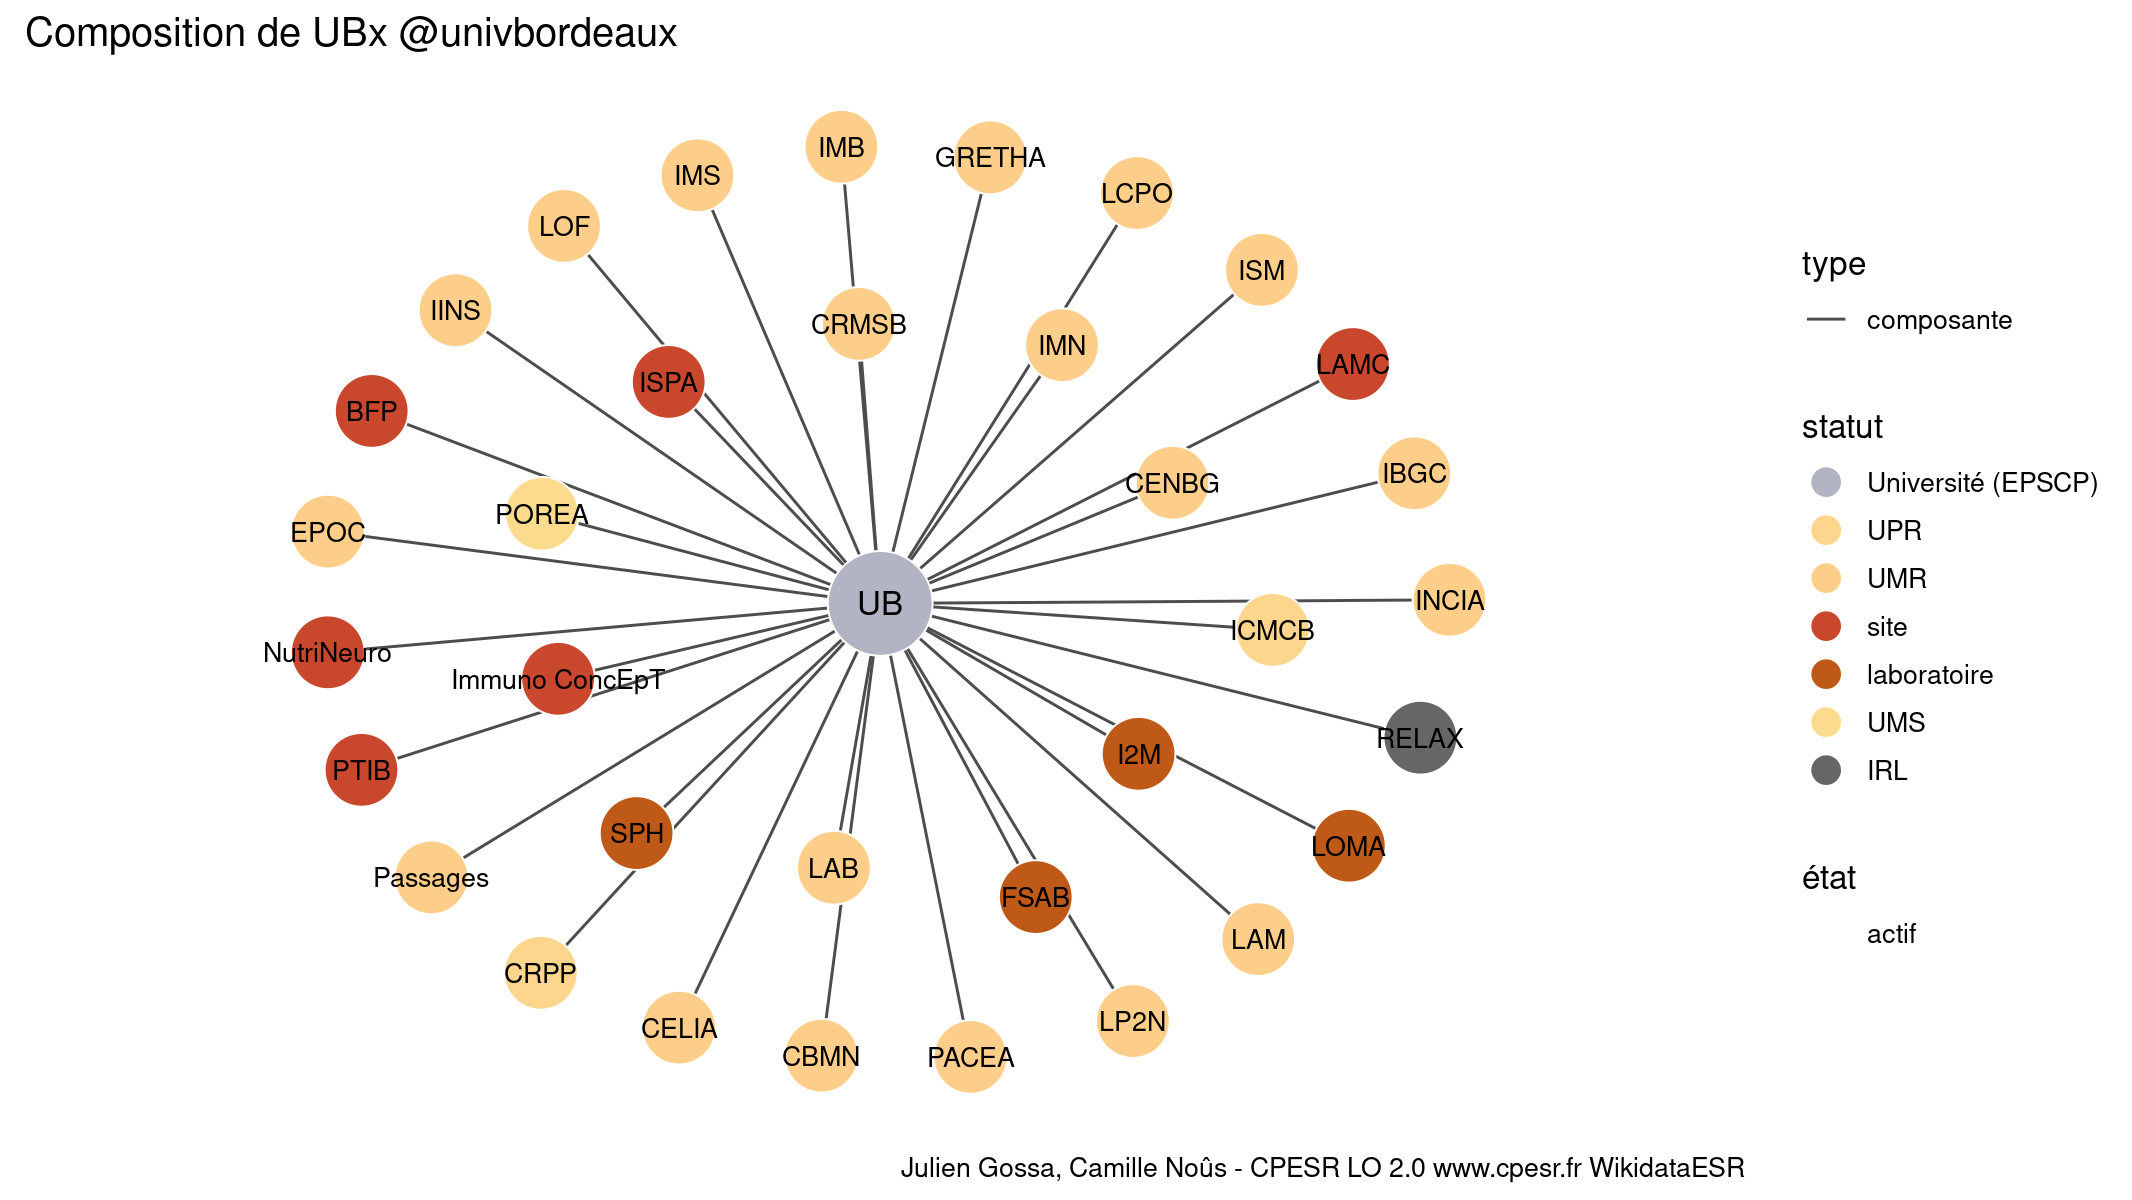 Composition de UBx @univbordeaux
IMB
GRETHA
IMS
LCPO
LOF
ISM
IINS
CRMSB
IMN
LAMC
ISPA
BFP
IBGC
CENBG
POREA
EPOC
UB
INCIA
ICMCB
NutriNeuro
Immuno ConcEpT
RELAX
I2M
PTIB
SPH
LOMA
LAB
Passages
FSAB
LAM
CRPP
LP2N
CELIA
CBMN
PACEA
type
composante
statut
Université (EPSCP)
UPR
UMR
site
laboratoire
UMS
IRL
état
actif
Julien Gossa, Camille Noûs - CPESR LO 2.0 www.cpesr.fr WikidataESR